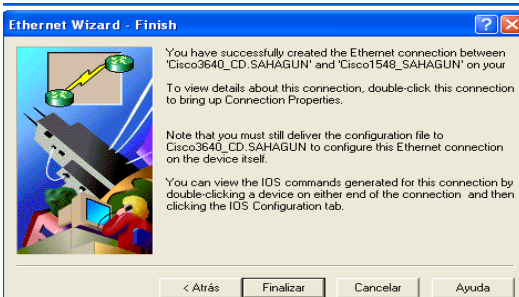 Ethernet Wizard - Finish
You have successfully created the Ethernet connection between
'Cisco3640_CD.SAHAGUN' and 'Cisco1548_SAHAGUN' on your
To view details about this connection, double-click this connection
to bring up Connection Properties.
Note that you must still deliver the configuration file to
Cisco3640_CD.SAHAGUN to configure this Ethernet connection
on the device itself.
You can view the IOS commands generated for this connection by
double-clicking a device on either end of the connection and then
clicking the IOS Configuration tab.
< Atrás Finalizar Cancelar Ayuda